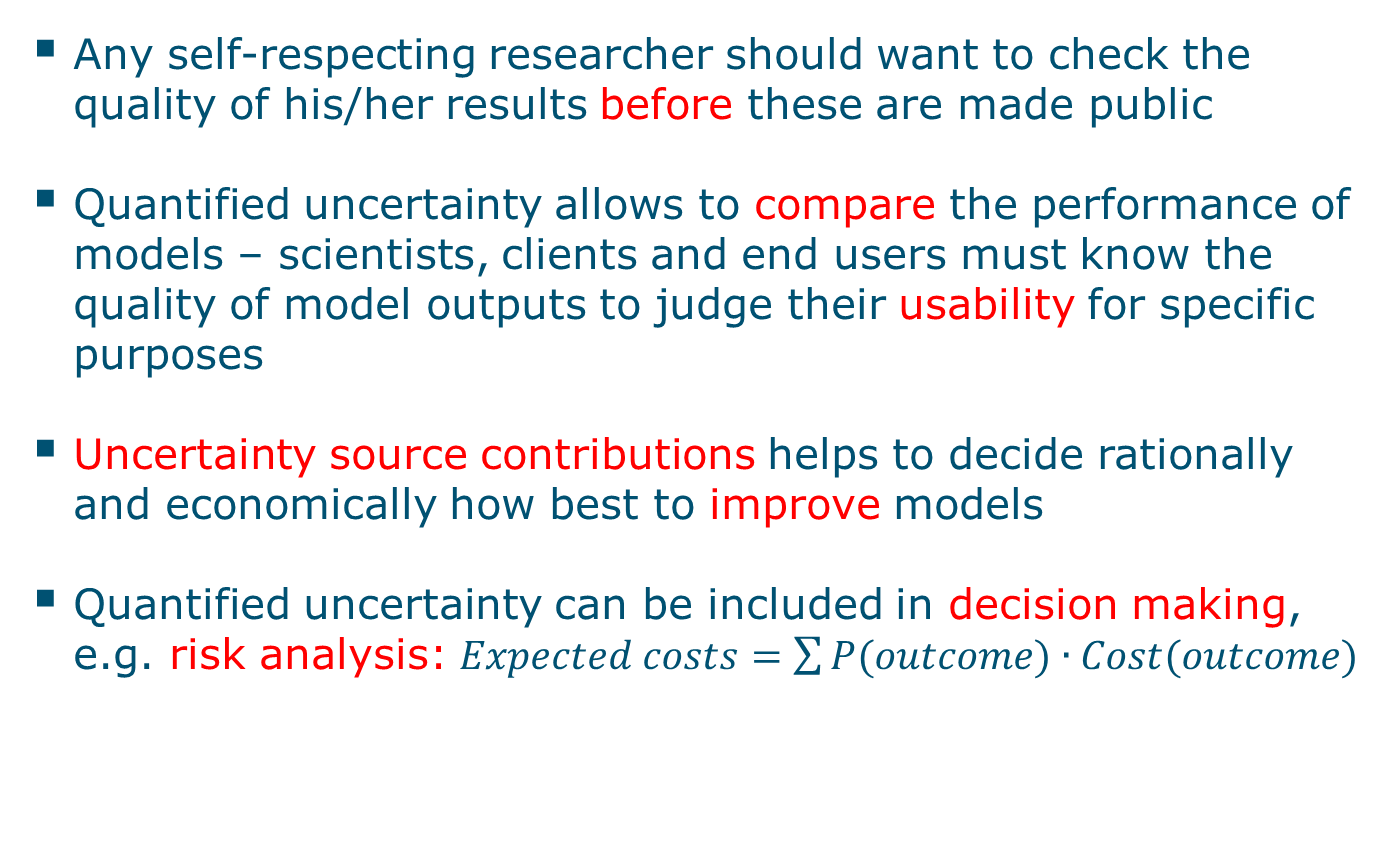 ▪ Any self-respecting researcher should want to check the
quality of his/her results before these are made public
▪ Quantified uncertainty allows to compare the performance of
models – scientists, clients and end users must know the
quality of model outputs to judge their usability for specific
purposes
▪ Uncertainty source contributions helps to decide rationally
and economically how best to improve models
▪ Quantified uncertainty can be included in decision making,
e.g. risk analysis: Expected costs = ∑ P(outcome) · Cost(outcome)